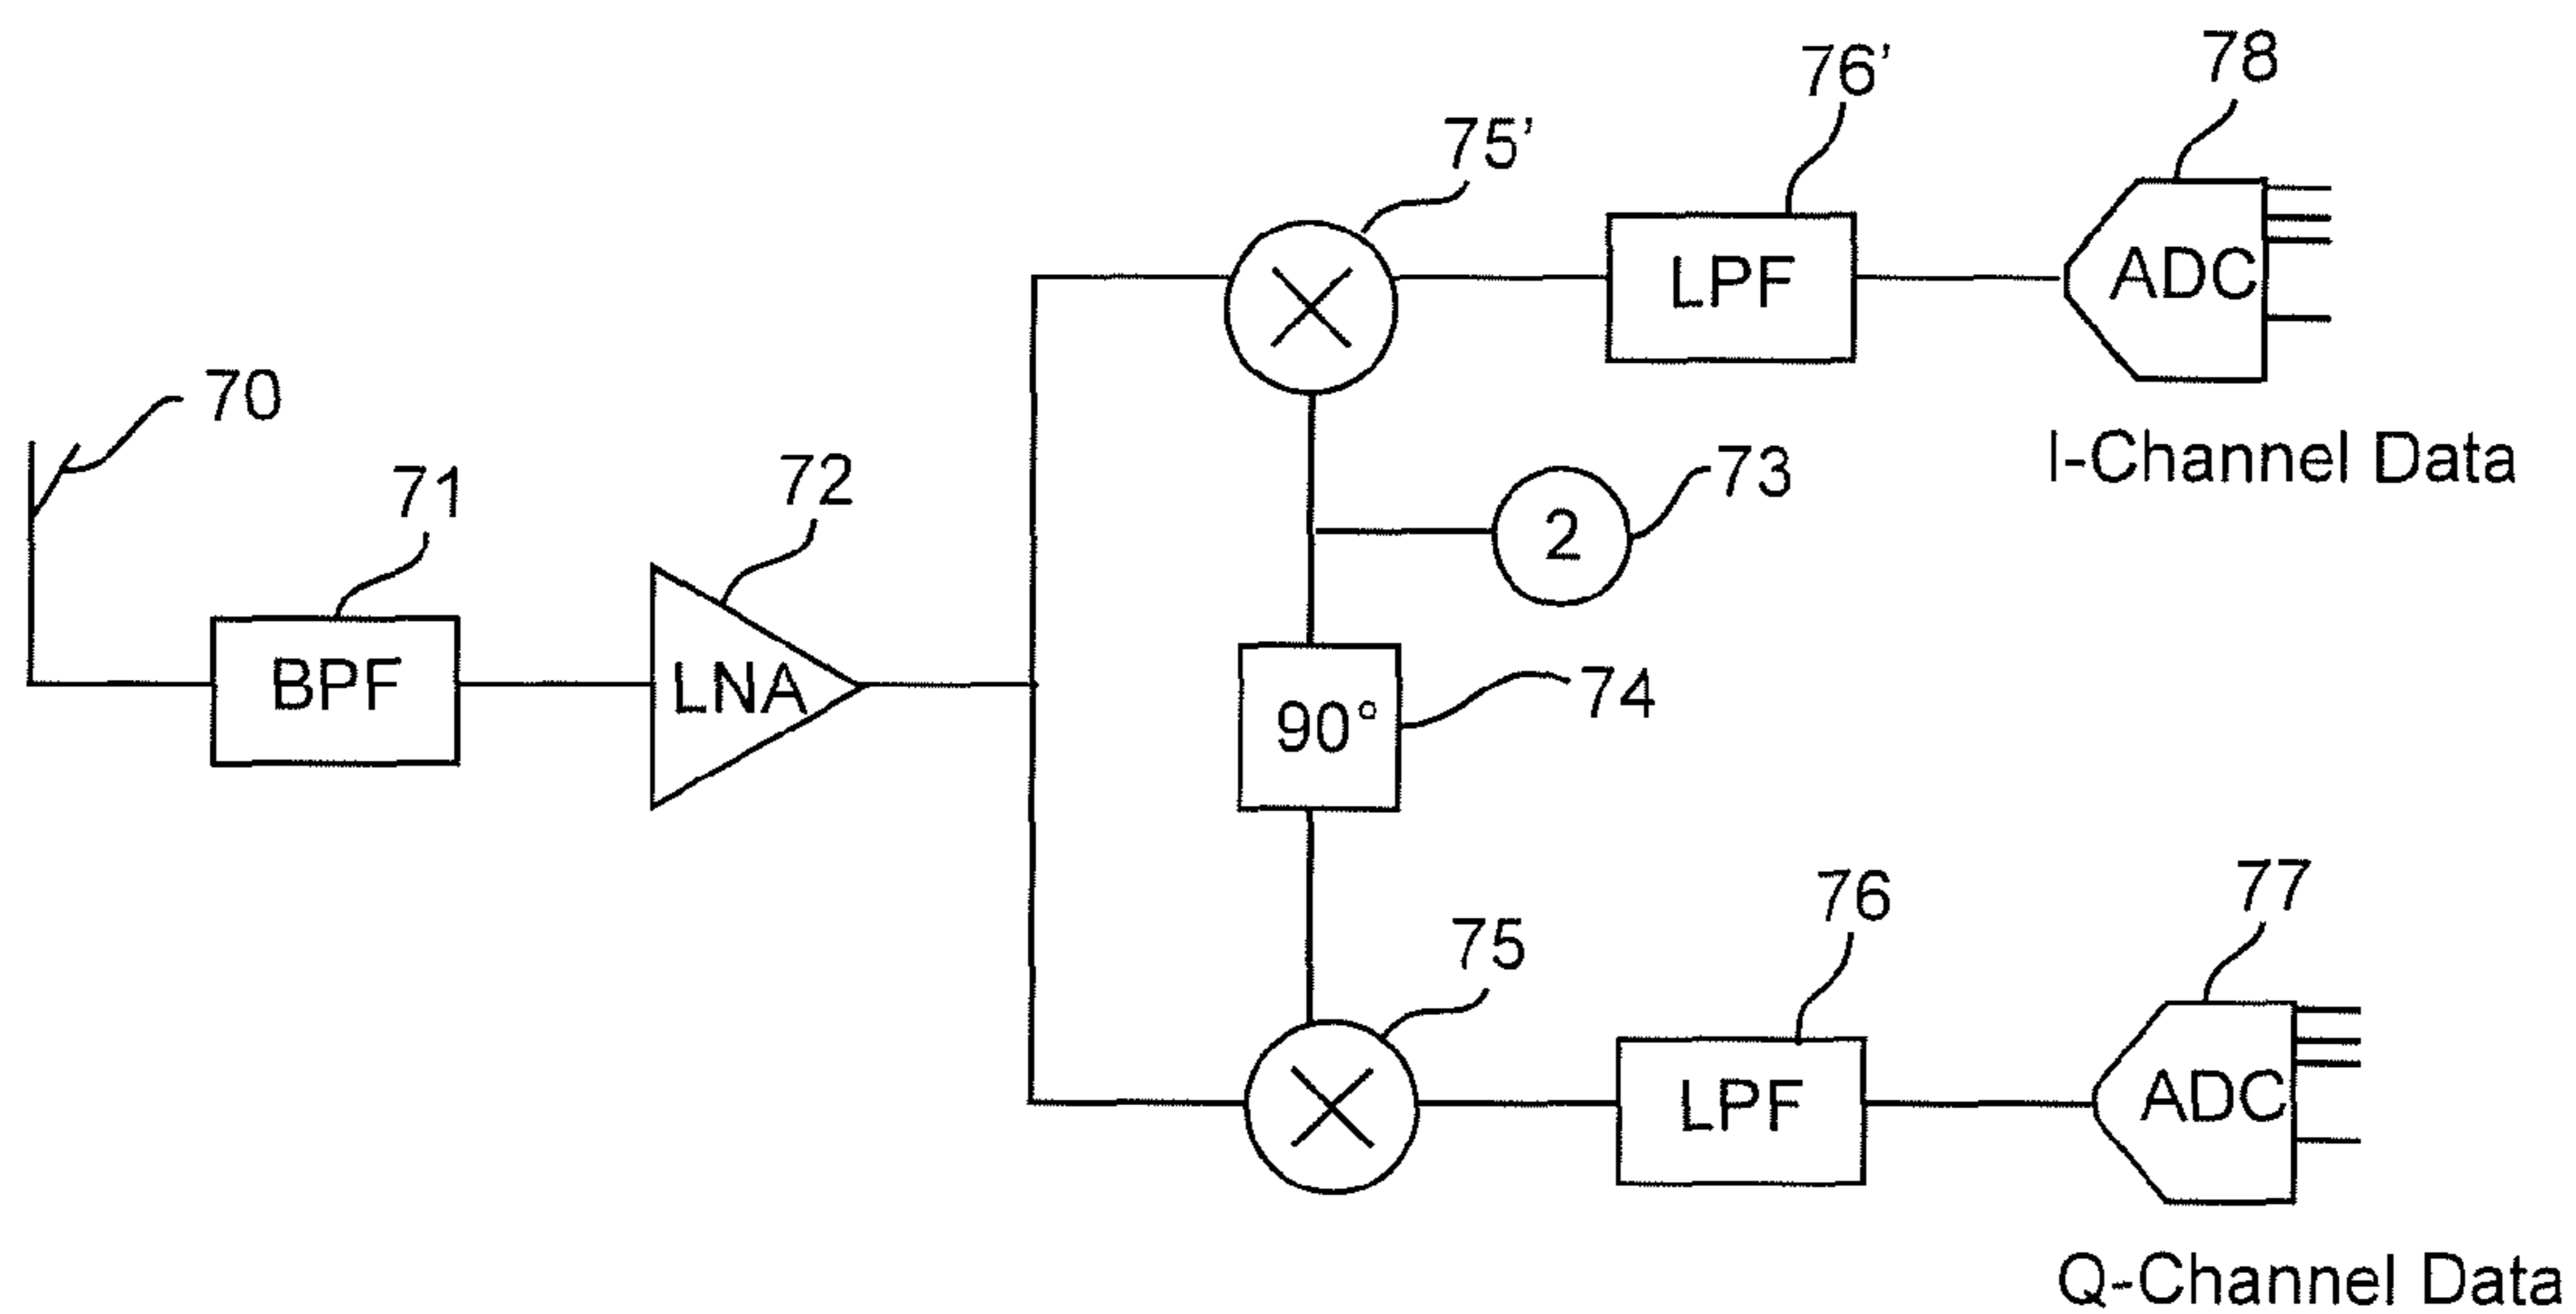 78
76'
75'
LPF
ADC
70
I-Channel Data
73
72
71
2
BPF
LNA
74
90°
77
76
75
LPF
ADC
Q-Channel Data